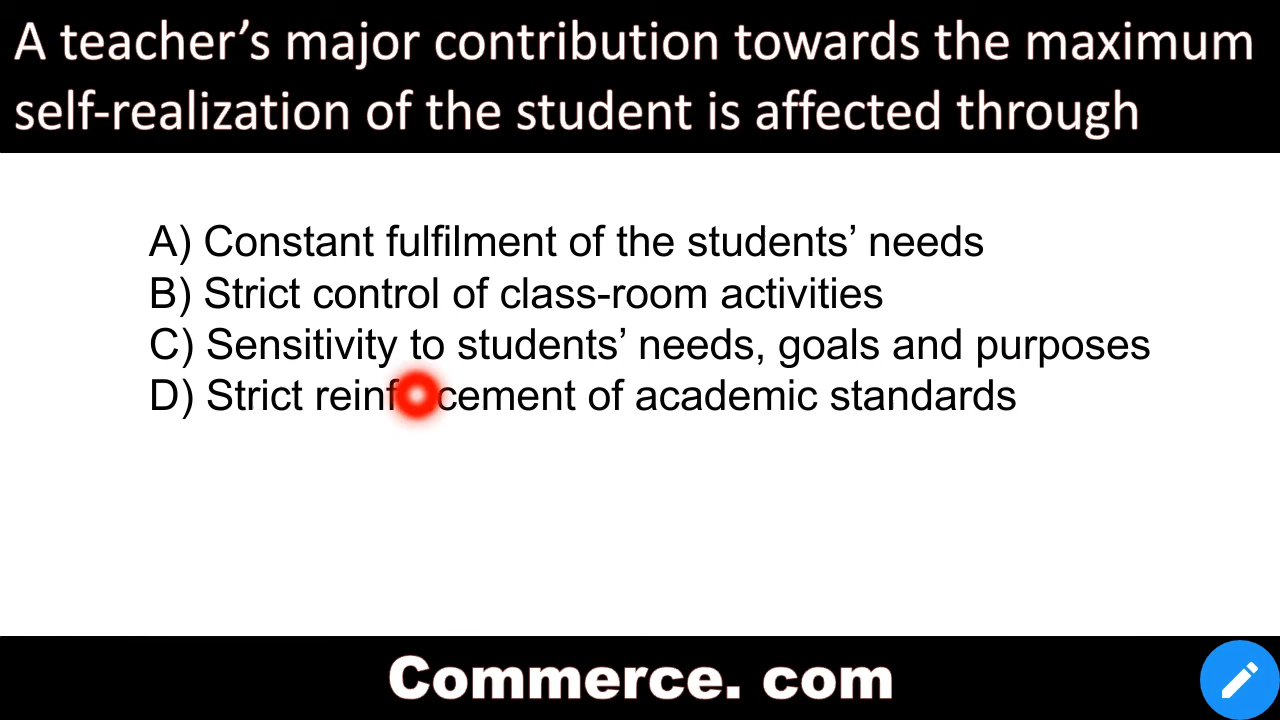 A teacher’s major contribution towards the maximum
self-realization of the student is affected through
A) Constant fulfilment of the students’ needs
B) Strict control of class-room activities
C) Sensitivity to students’ needs, goals and purposes
D) Strict of academic standards
Commerce. com